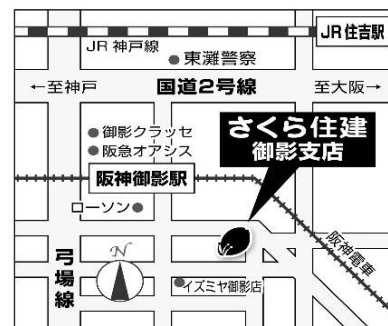 JR住吉駅
JR 神戸線
東灘警察
←至神戸
国道2号線
至大阪→
さくら住建
御影支店
御影クラッセ
阪急オアシス
阪神御影駅
ローソン
阪神電車
弓場線
N
イズミヤ御影店